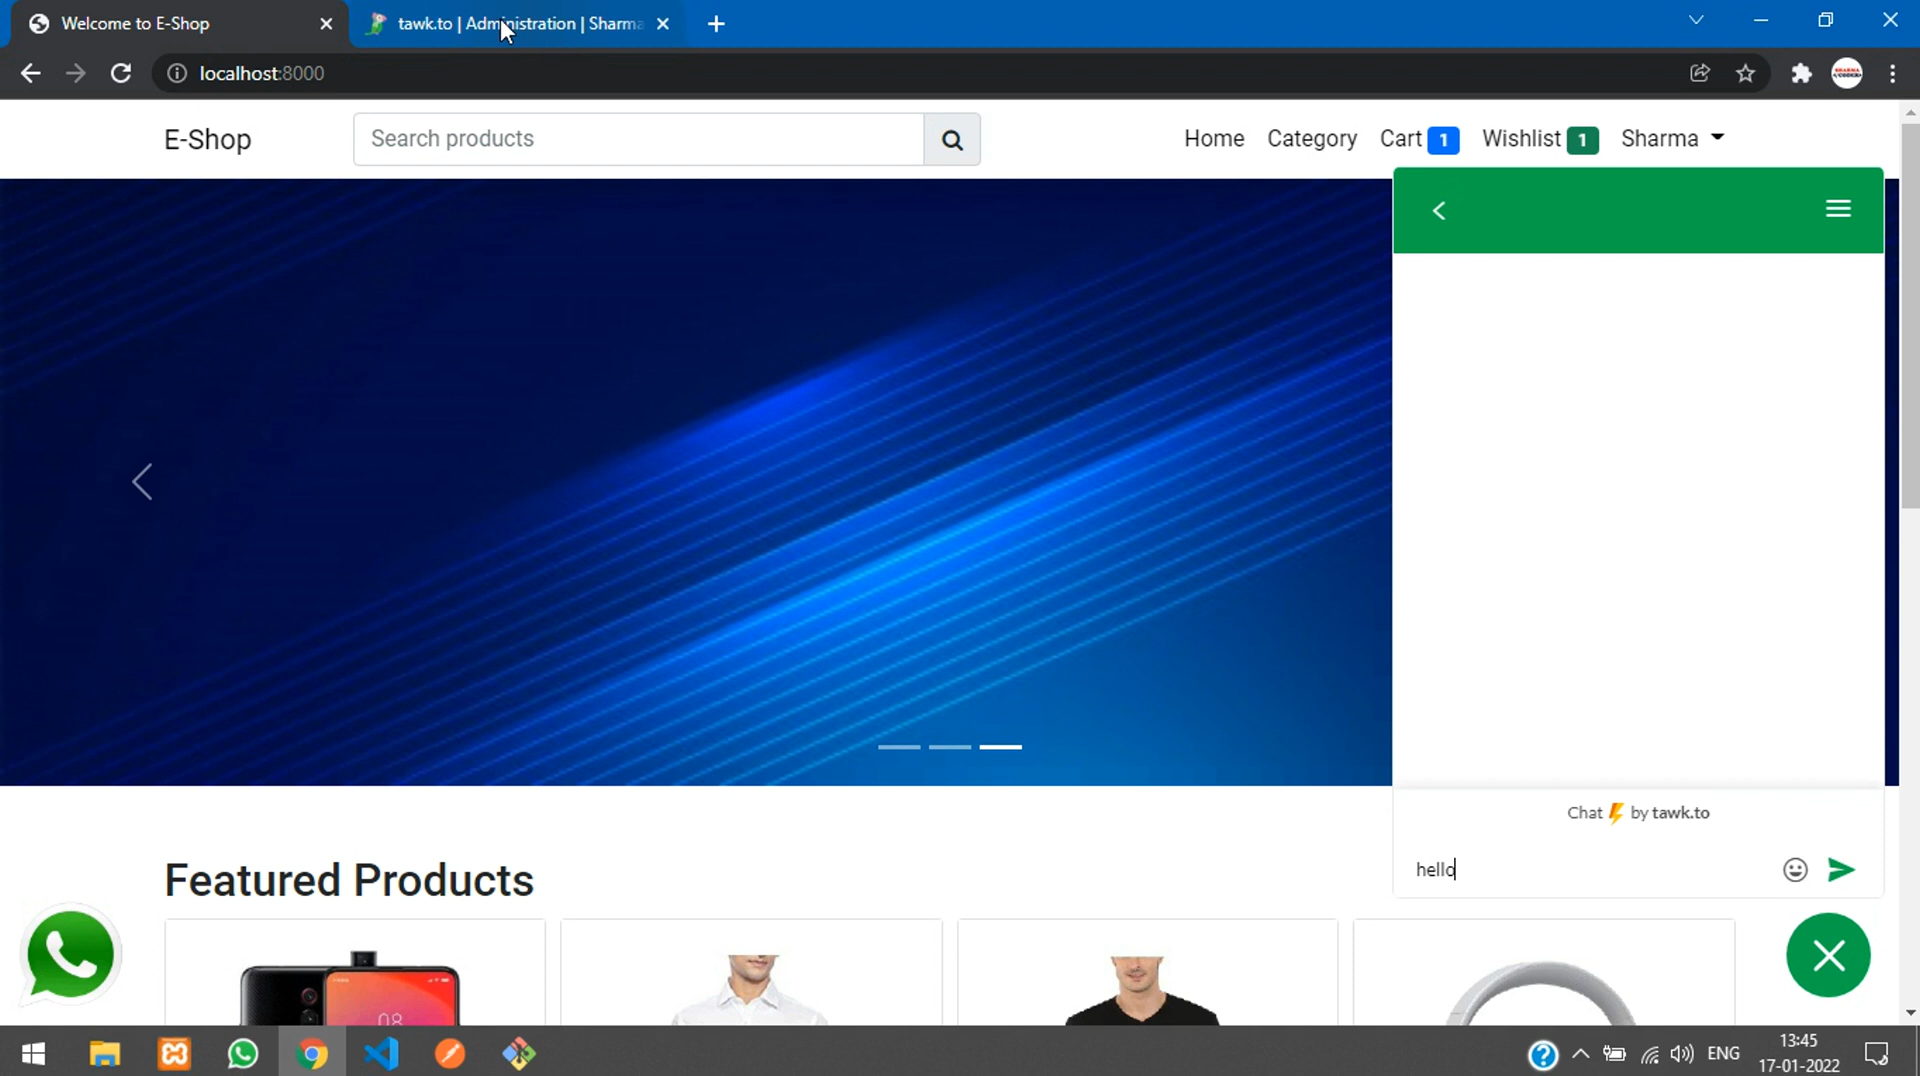 Welcome to E-Shop
tawk.to | Administration | Sharma
localhost:8000
E-Shop
Search products
Home
Category
Cart 1
Wishlist 1
Sharma
Chat by tawk.to
hello
Featured Products
08
ENG
13:45
17-01-2022